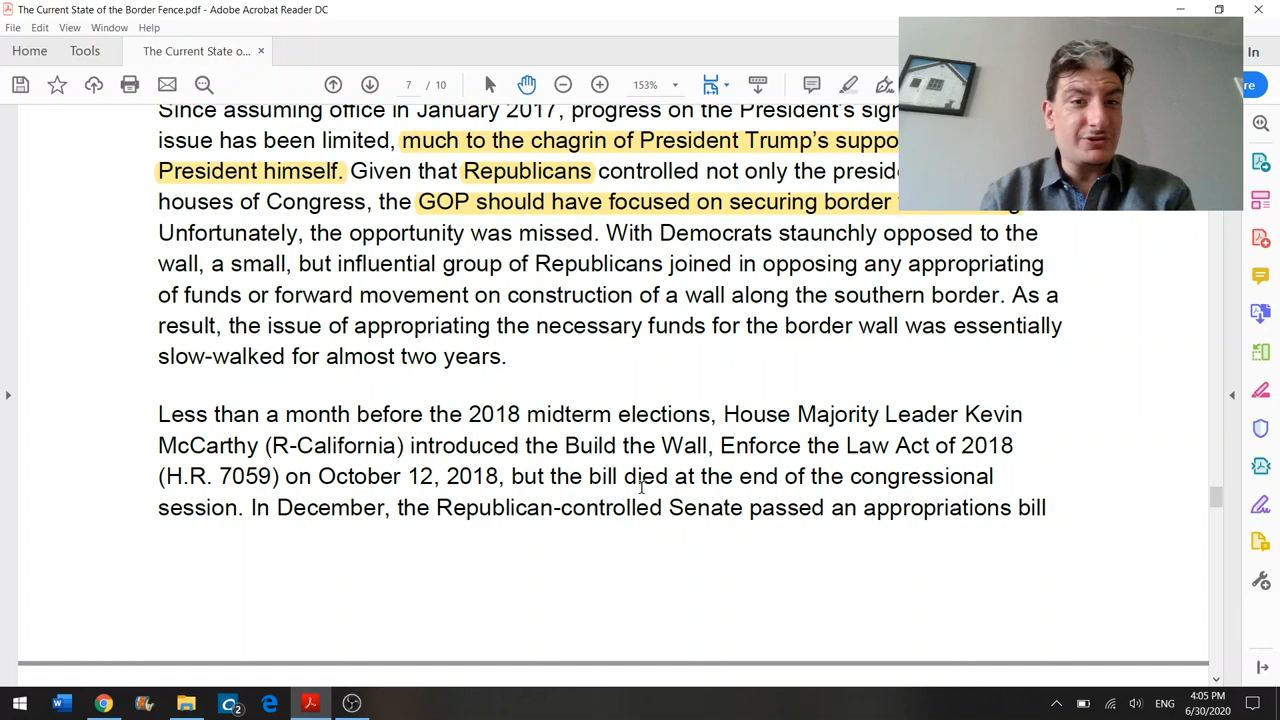 The Current State of the Border Fence.pdf - Adobe Acrobat Reader DC
File Edit View Window Help
Home Tools The Current State o... × In
7 / 10 153% re
Since assuming office in January 2017, progress on the President's
issue has been limited, much to the chagrin of President Trump's
President himself. Given that Republicans controlled not only the
houses of Congress, the GOP should have focused on securing border
Unfortunately, the opportunity was missed. With Democrats staunchly opposed to the
wall, a small, but influential group of Republicans joined in opposing any appropriating
of funds or forward movement on construction of a wall along the southern border. As a
result, the issue of appropriating the necessary funds for the border wall was essentially
slow-walked for almost two years.
Less than a month before the 2018 midterm elections, House Majority Leader Kevin
McCarthy (R-California) introduced the Build the Wall, Enforce the Law Act of 2018
(H.R. 7059) on October 12, 2018, but the bill died at the end of the congressional
session. In December, the Republican-controlled Senate passed an appropriations bill
ENG
4:05 PM
6/30/2020